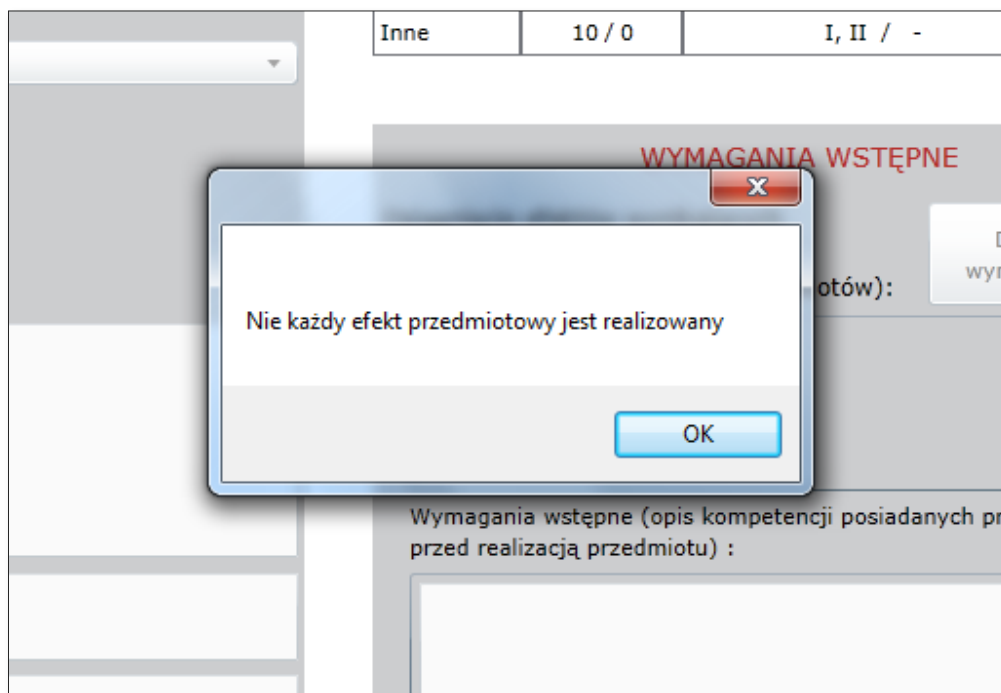 Inne 10 / 0 I, II / -
WYMAGANIA WSTĘPNE
otów):
Nie każdy efekt przedmiotowy jest realizowany
OK
Wymagania wstępne (opis kompetencji posiadanych
przed realizacją przedmiotu) :